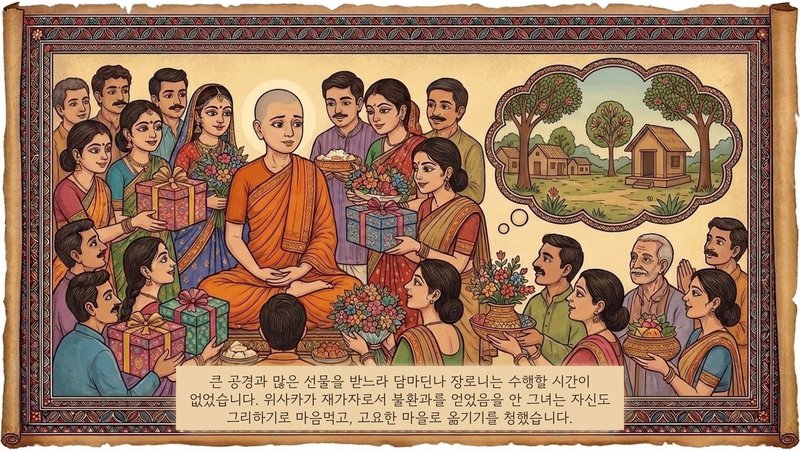 큰 공경과 많은 선물을 받느라 담마딘나 장로니는 수행할 시간이
없었습니다. 위사카가 재가자로서 불환과를 얻었음을 안 그녀는 자신도
그리하기로 마음먹고, 고요한 마을로 옮기기를 청했습니다.